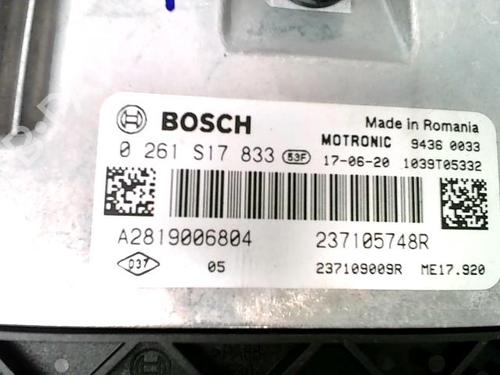 BOSCH
Made in Romania
MOTRONIC 9436 0033
0 261 S17 833 53F 17-06-20 1039T05332
A2819006804 237105748R
037 05 237109009R ME17.920